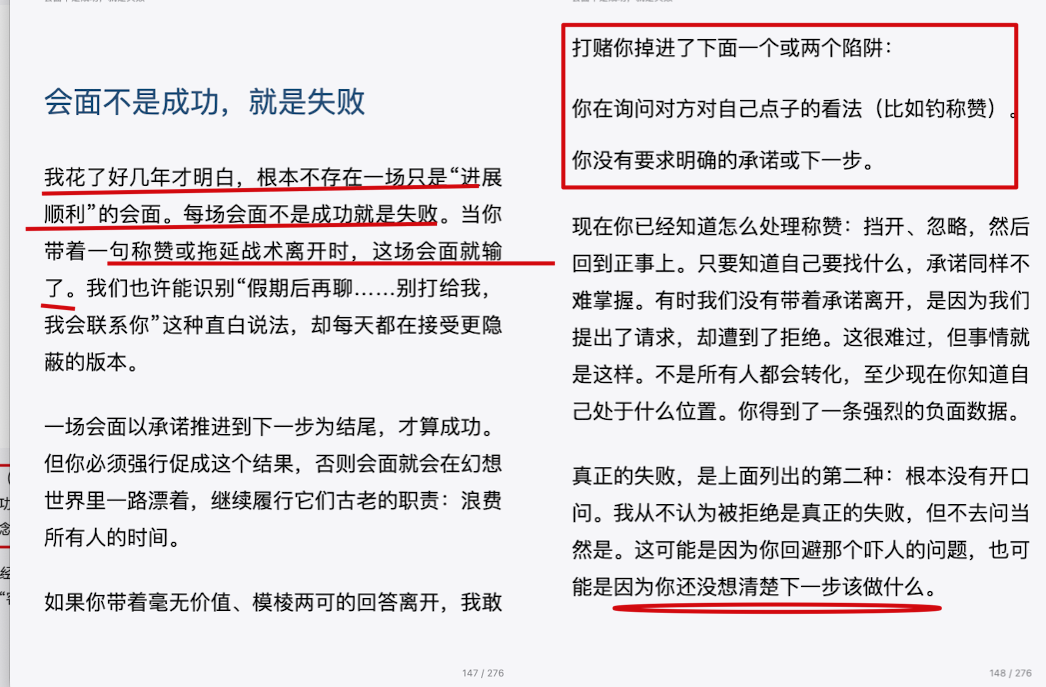 会面不是成功，就是失败
我花了好几年才明白，根本不存在一场只是“进展
顺利”的会面。每场会面不是成功就是失败。当你
带着一句称赞或拖延战术离开时，这场会面就输
了。我们也许能识别“假期后再聊……别打给我，
我会联系你”这种直白说法，却每天都在接受更隐
蔽的版本。
一场会面以承诺推进到下一步为结尾，才算成功。
但你必须强行促成这个结果，否则会面就会在幻想
世界里一路漂着，继续履行它们古老的职责：浪费
所有人的时间。
如果你带着毫无价值、模棱两可的回答离开，我敢
147 / 276
打赌你掉进了下面一个或两个陷阱：
你在询问对方对自己点子的看法（比如钓称赞）。
你没有要求明确的承诺或下一步。
现在你已经知道怎么处理称赞：挡开、忽略，然后
回到正事上。只要知道自己要找什么，承诺同样不
难掌握。有时我们没有带着承诺离开，是因为我们
提出了请求，却遭到了拒绝。这很难过，但事情就
是这样。不是所有人都会转化，至少现在你知道自
己处于什么位置。你得到了一条强烈的负面数据。
真正的失败，是上面列出的第二种：根本没有开口
问。我从不认为被拒绝是真正的失败，但不去问当
然是。这可能是因为你回避那个吓人的问题，也可
能是因为你还没想清楚下一步该做什么。
148 / 276